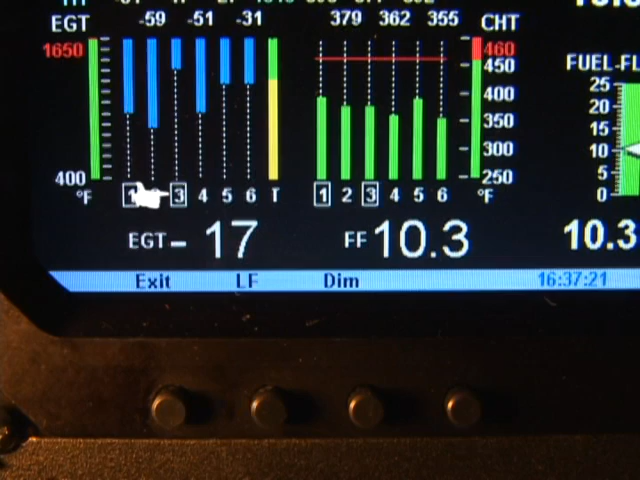 EGT -59 -51 -31 379 362 355 CHT
1650 460
450 FUEL-FL
400 25
350 20
300 15
400 250 10
°F 1 3 4 5 6 T 1 2 3 4 5 6 °F 5
0
EGT - 17 FF 10.3 10.3
Exit LF Dim 16:37:21